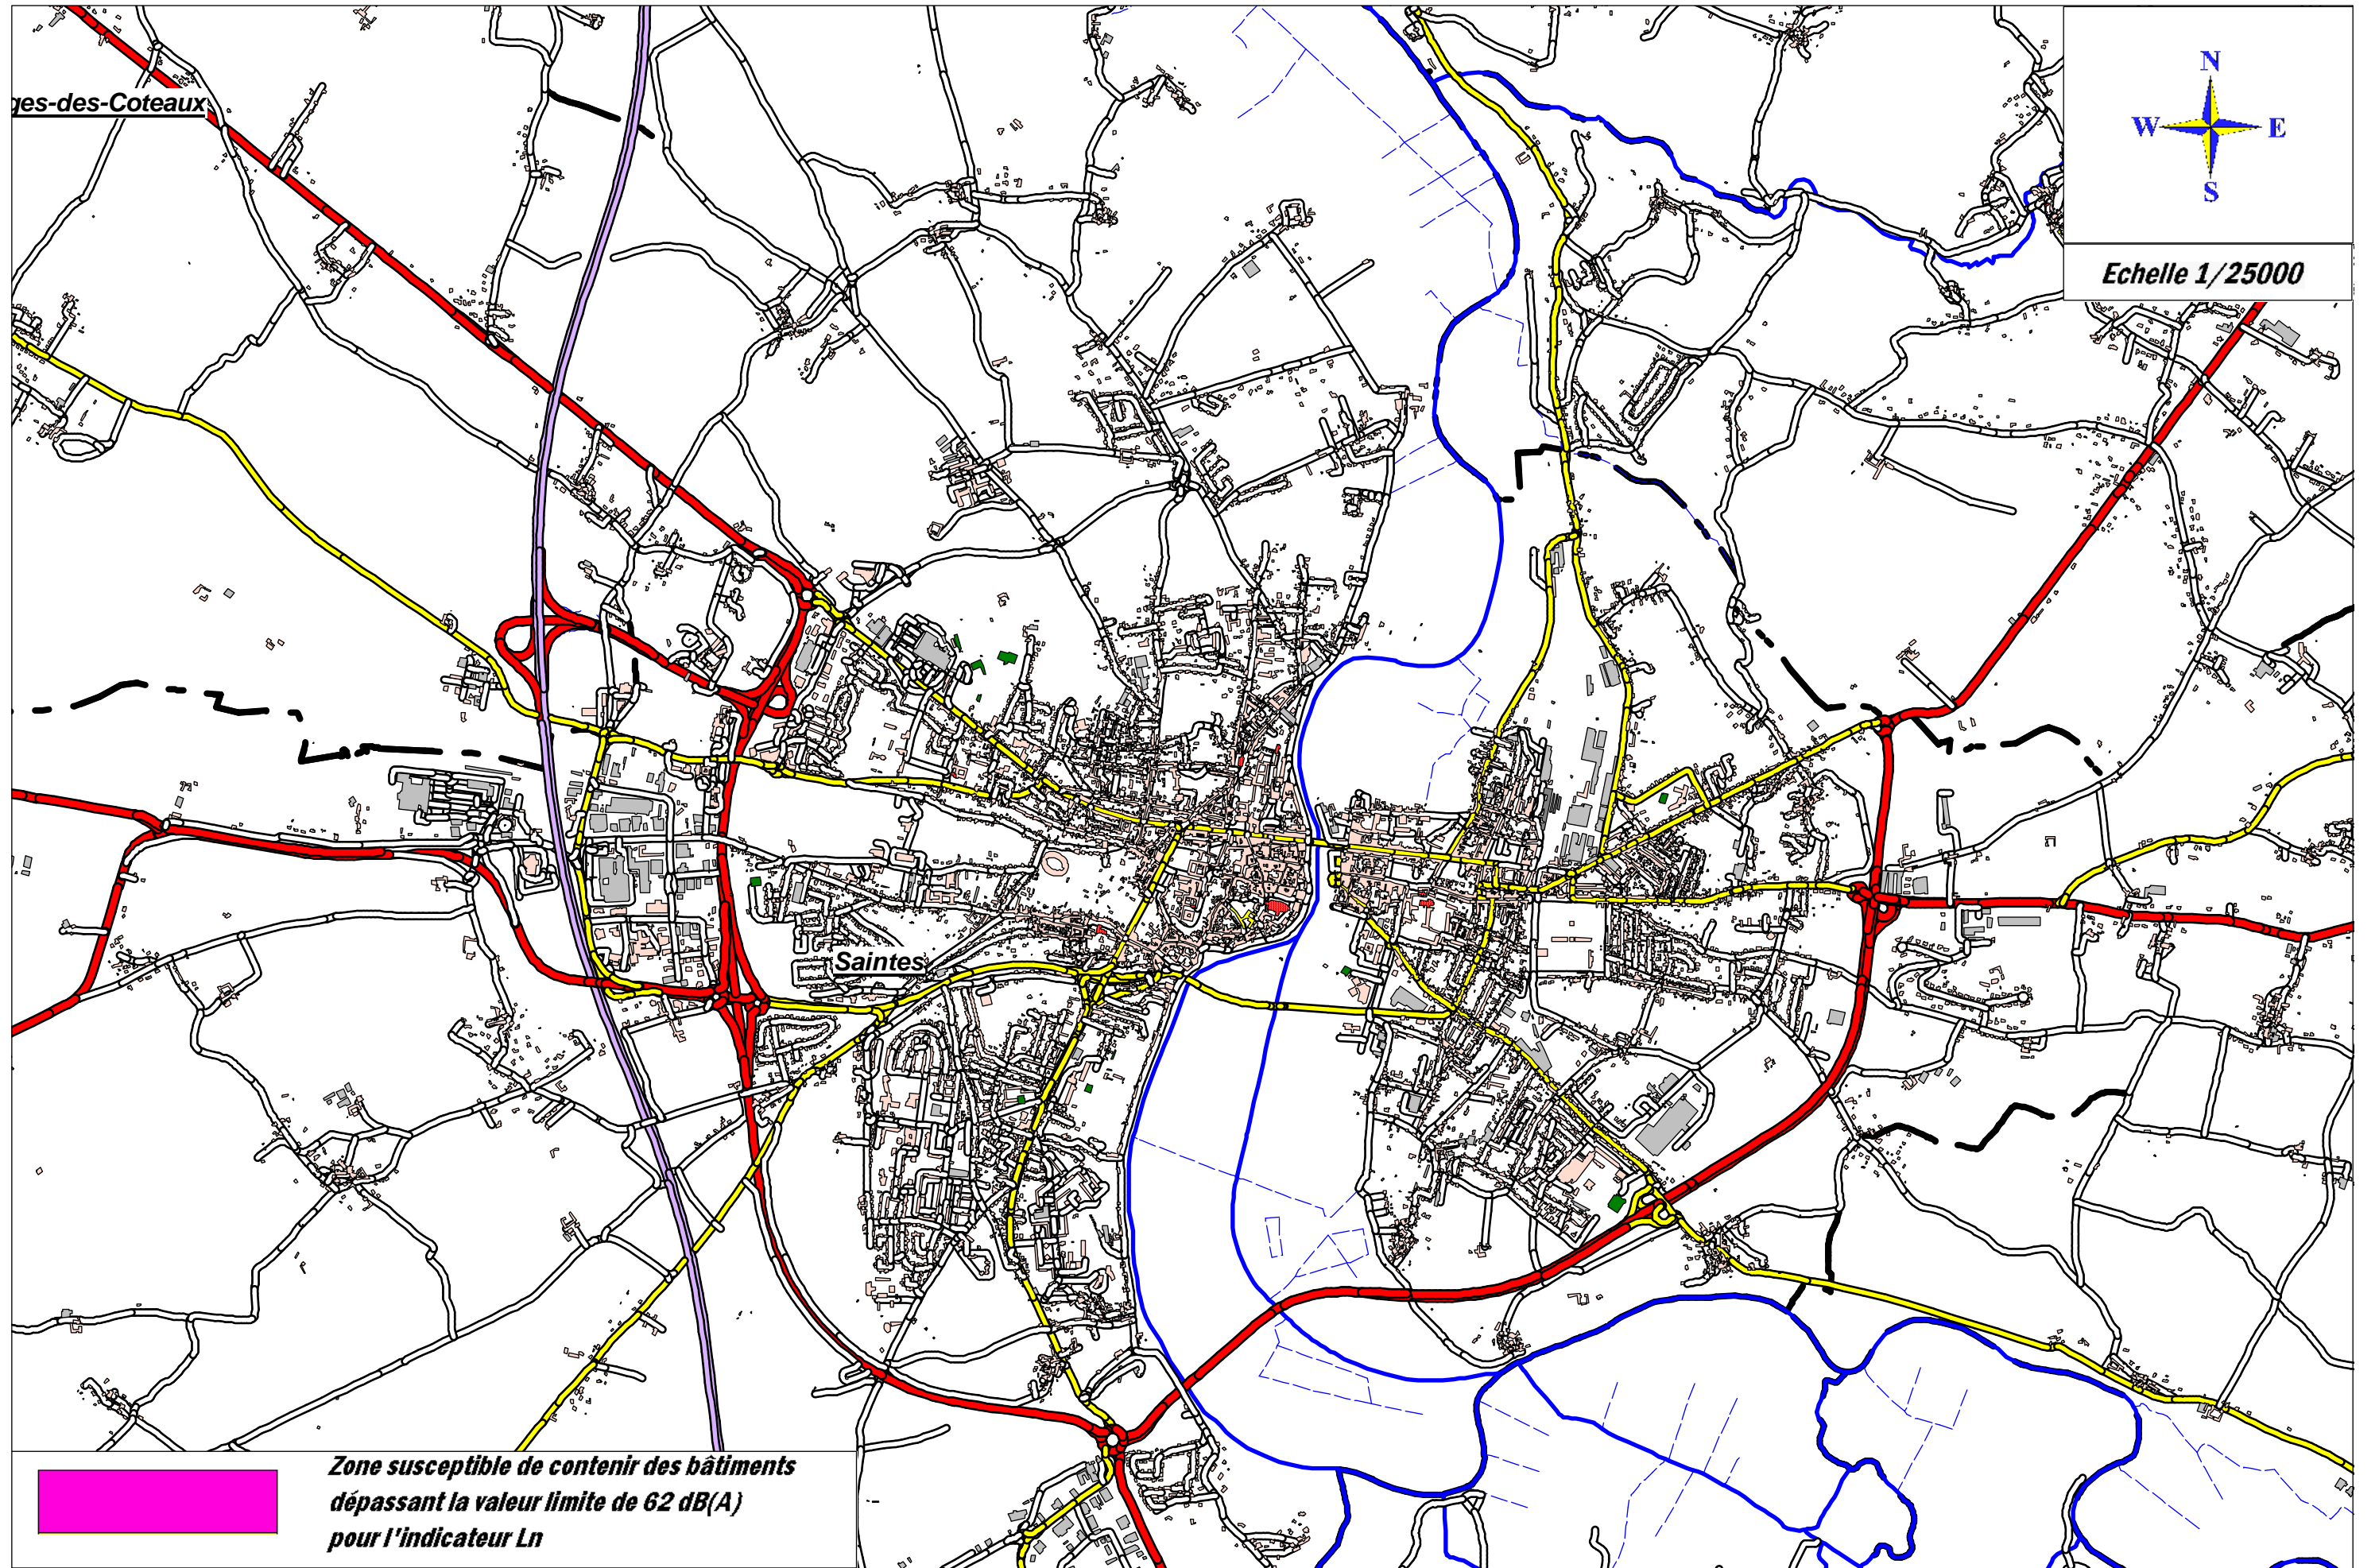 ges-des-Coteaux
N
W E
S
Echelle 1/25000
Saintes
Zone susceptible de contenir des bâtiments
dépassant la valeur limite de 62 dB(A)
pour l'indicateur Ln